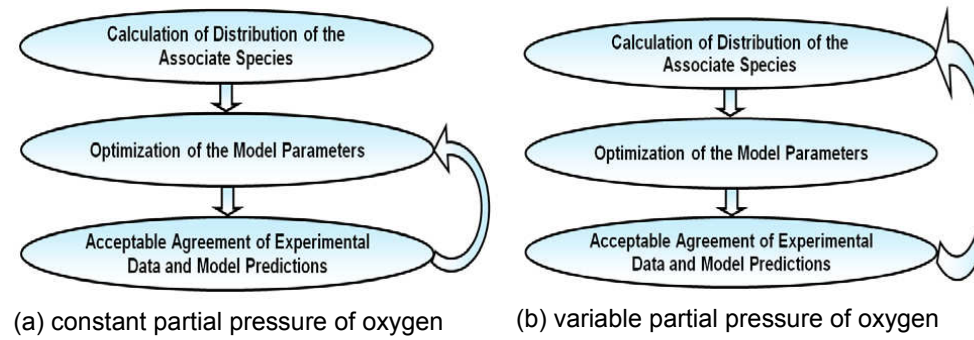 Calculation of Distribution of the
Associate Species
Optimization of the Model Parameters
Acceptable Agreement of Experimental
Data and Model Predictions
(a) constant partial pressure of oxygen
Calculation of Distribution of the
Associate Species
Optimization of the Model Parameters
Acceptable Agreement of Experimental
Data and Model Predictions
(b) variable partial pressure of oxygen